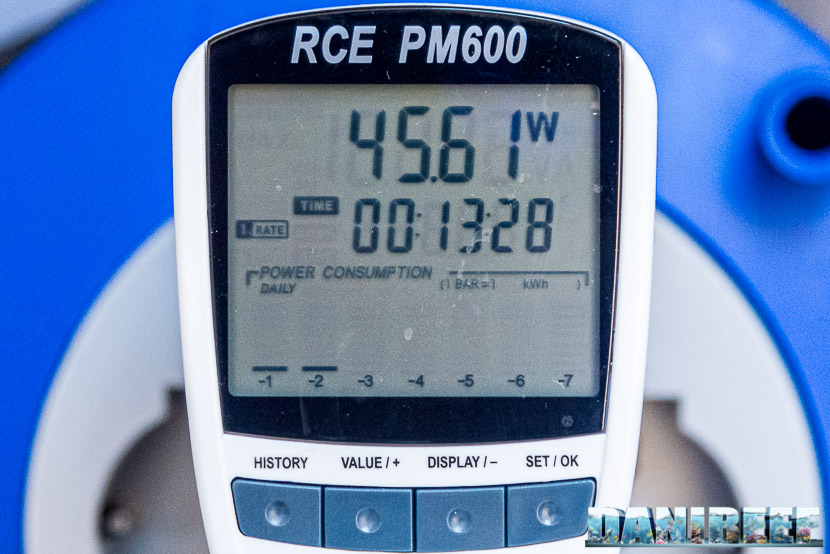 RCE PM600
45.61W
TIME
00:13:28
1. RATE
POWER CONSUMPTION
DAILY (1 BAR=1 kWh )
-1 -2 -3 -4 -5 -6 -7
HISTORY VALUE / + DISPLAY / – SET / OK
DANIREEF